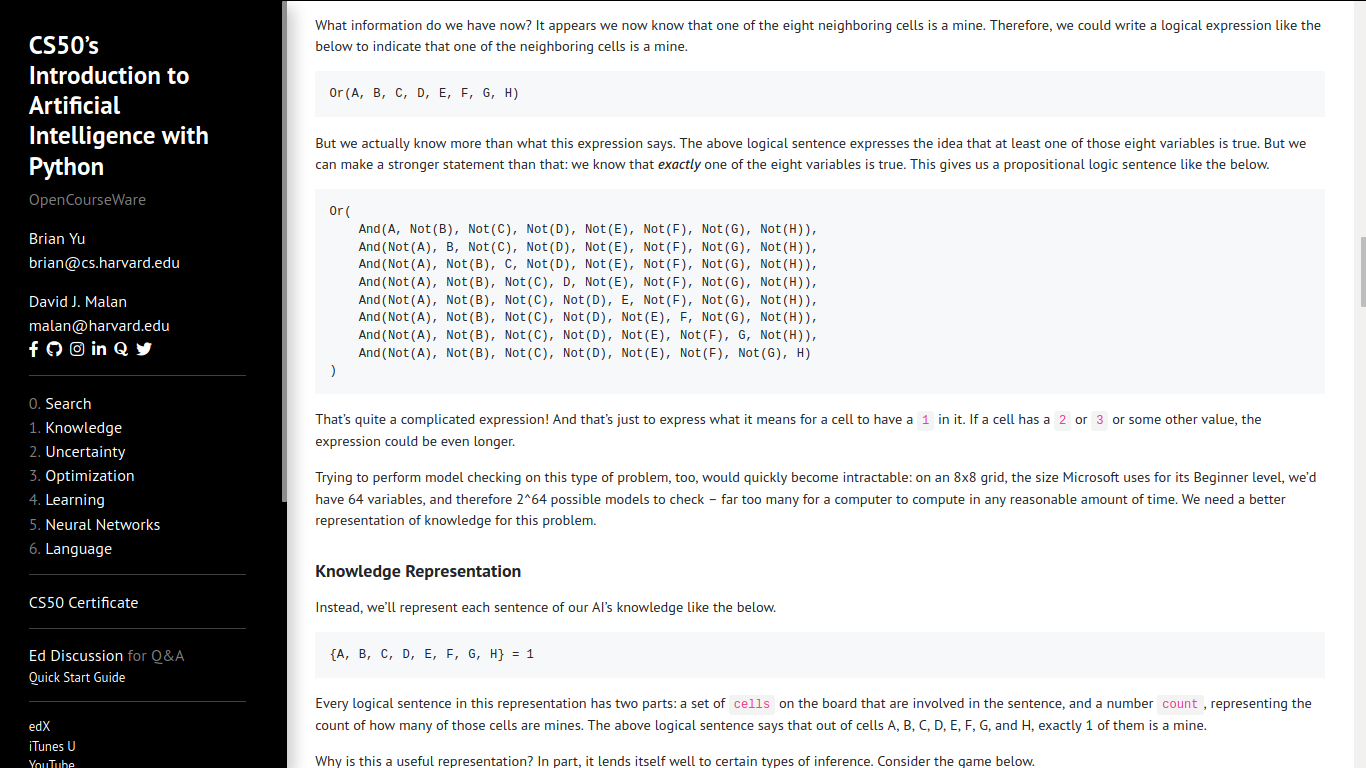 CS50’s
Introduction to
Artificial
Intelligence with
Python
OpenCourseWare
Brian Yu
brian@cs.harvard.edu
David J. Malan
malan@harvard.edu
0. Search
1. Knowledge
2. Uncertainty
3. Optimization
4. Learning
5. Neural Networks
6. Language
CS50 Certificate
Ed Discussion for Q&A
Quick Start Guide
edX
iTunes U
YouTube
What information do we have now? It appears we now know that one of the eight neighboring cells is a mine. Therefore, we could write a logical expression like the
below to indicate that one of the neighboring cells is a mine.
Or(A, B, C, D, E, F, G, H)
But we actually know more than what this expression says. The above logical sentence expresses the idea that at least one of those eight variables is true. But we
can make a stronger statement than that: we know that exactly one of the eight variables is true. This gives us a propositional logic sentence like the below.
Or(
    And(A, Not(B), Not(C), Not(D), Not(E), Not(F), Not(G), Not(H)),
    And(Not(A), B, Not(C), Not(D), Not(E), Not(F), Not(G), Not(H)),
    And(Not(A), Not(B), C, Not(D), Not(E), Not(F), Not(G), Not(H)),
    And(Not(A), Not(B), Not(C), D, Not(E), Not(F), Not(G), Not(H)),
    And(Not(A), Not(B), Not(C), Not(D), E, Not(F), Not(G), Not(H)),
    And(Not(A), Not(B), Not(C), Not(D), Not(E), F, Not(G), Not(H)),
    And(Not(A), Not(B), Not(C), Not(D), Not(E), Not(F), G, Not(H)),
    And(Not(A), Not(B), Not(C), Not(D), Not(E), Not(F), Not(G), H)
)
That’s quite a complicated expression! And that’s just to express what it means for a cell to have a 1 in it. If a cell has a 2 or 3 or some other value, the
expression could be even longer.
Trying to perform model checking on this type of problem, too, would quickly become intractable: on an 8x8 grid, the size Microsoft uses for its Beginner level, we’d
have 64 variables, and therefore 2^64 possible models to check – far too many for a computer to compute in any reasonable amount of time. We need a better
representation of knowledge for this problem.
Knowledge Representation
Instead, we’ll represent each sentence of our AI’s knowledge like the below.
{A, B, C, D, E, F, G, H} = 1
Every logical sentence in this representation has two parts: a set of cells on the board that are involved in the sentence, and a number count , representing the
count of how many of those cells are mines. The above logical sentence says that out of cells A, B, C, D, E, F, G, and H, exactly 1 of them is a mine.
Why is this a useful representation? In part, it lends itself well to certain types of inference. Consider the game below.